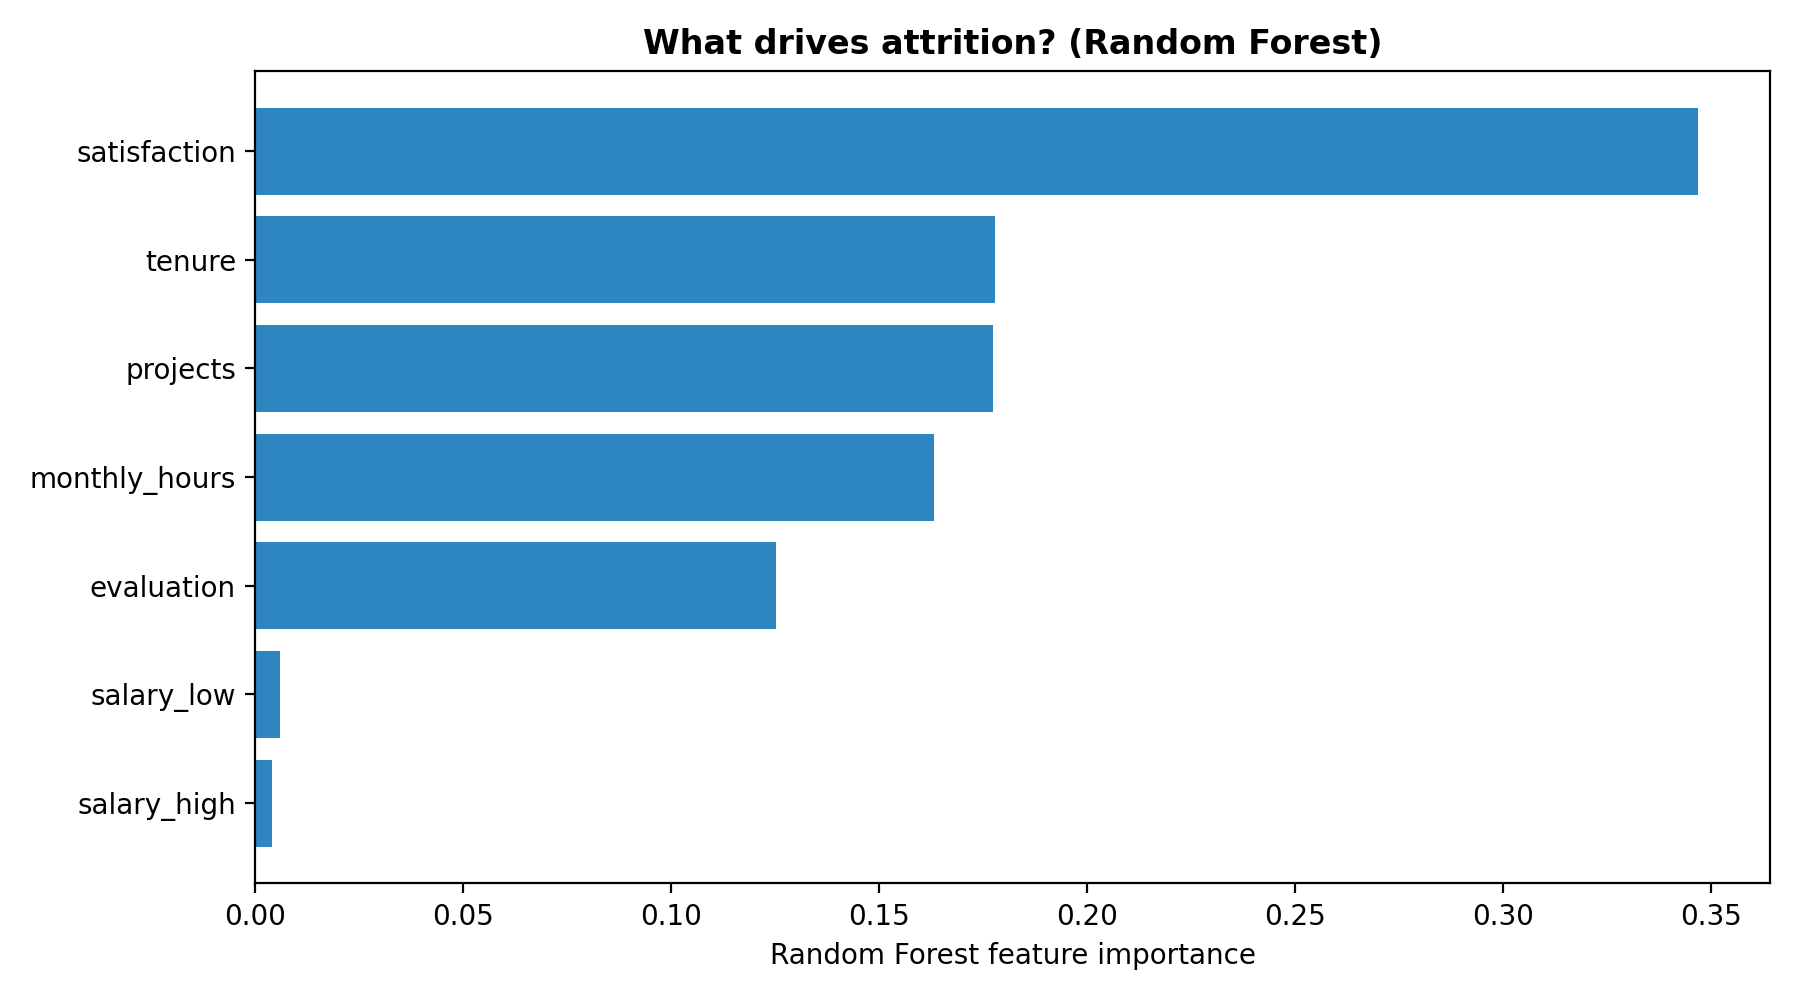 What drives attrition? (Random Forest)
satisfaction
tenure
projects
monthly_hours
evaluation
salary_low
salary_high
0.00 0.05 0.10 0.15 0.20 0.25 0.30 0.35
Random Forest feature importance